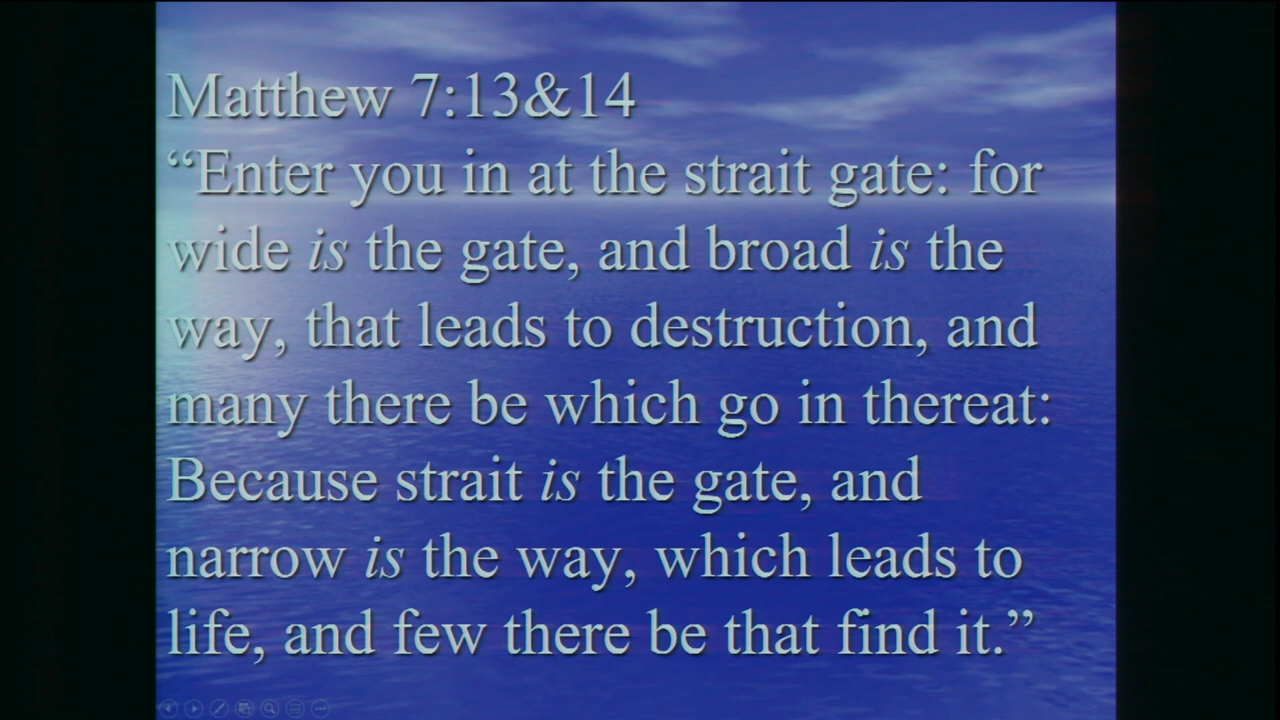 Matthew 7:13&14
“Enter you in at the strait gate: for
wide is the gate, and broad is the
way, that leads to destruction, and
many there be which go in thereat:
Because strait is the gate, and
narrow is the way, which leads to
life, and few there be that find it.”